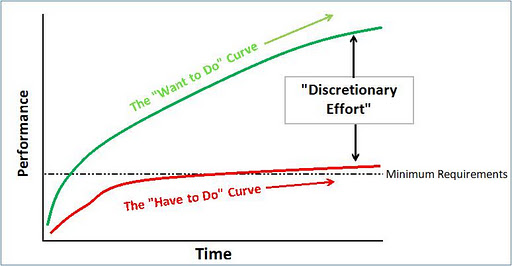 The "Want to Do" Curve
"Discretionary
Effort"
Performance
Minimum Requirements
The "Have to Do" Curve
Time